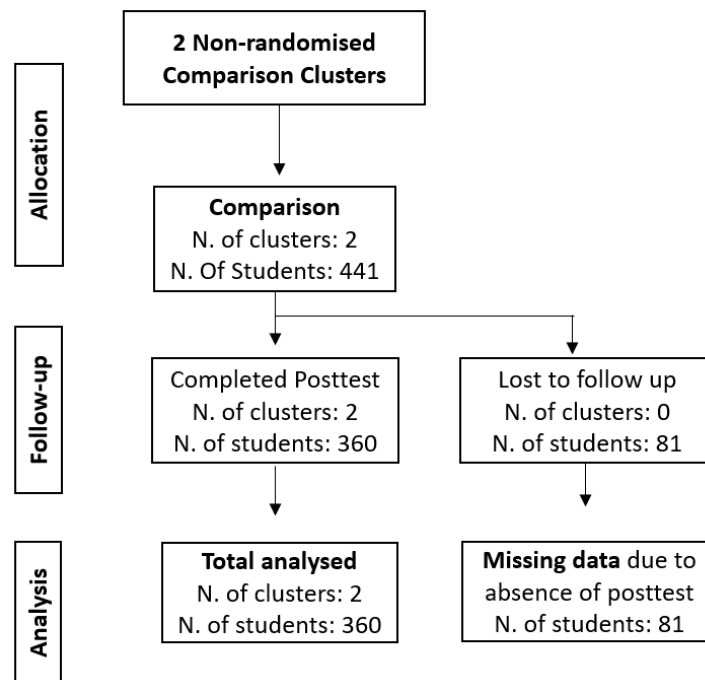 2 Non-randomised
Comparison Clusters
Allocation
Comparison
N. of clusters: 2
N. Of Students: 441
Follow-up
Completed Posttest
N. of clusters: 2
N. of students: 360
Lost to follow up
N. of clusters: 0
N. of students: 81
Analysis
Total analysed
N. of clusters: 2
N. of students: 360
Missing data due to
absence of posttest
N. of students: 81